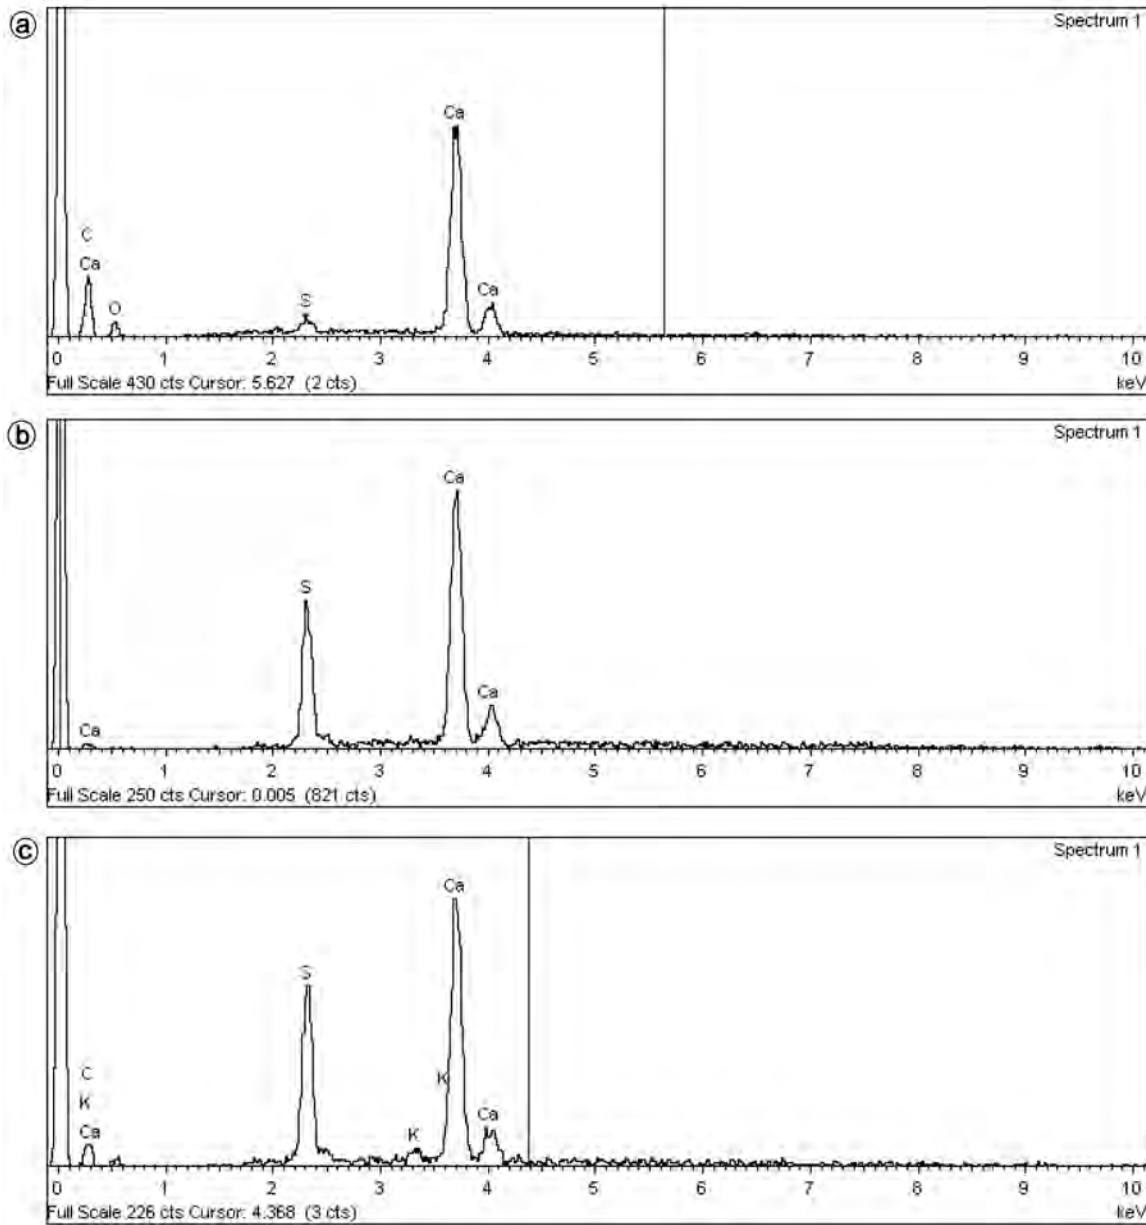 a
Spectrum 1
Ca
C
Ca
O
S
Ca
0 1 2 3 4 5 6 7 8 9 10
Full Scale 430 cts Cursor: 5.627 (2 cts)
keV
b
Spectrum 1
Ca
S
Ca
Ca
0 1 2 3 4 5 6 7 8 9 10
Full Scale 250 cts Cursor: 0.005 (821 cts)
keV
c
Spectrum 1
Ca
S
C
K
K
Ca
K
Ca
0 1 2 3 4 5 6 7 8 9 10
Full Scale 226 cts Cursor: 4.368 (3 cts)
keV